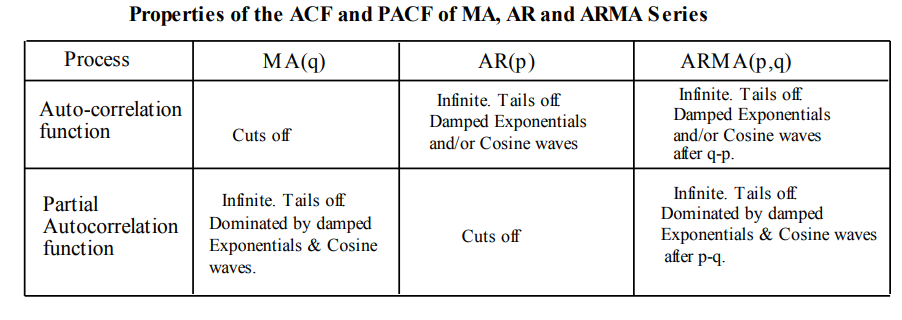 Properties of the ACF and PACF of MA, AR and ARMA Series
Process
MA(q)
AR(p)
ARMA(p,q)
Auto-correlation
function
Cuts off
Infinite. Tails off
Damped Exponentials
and/or Cosine waves
Infinite. Tails off
Damped Exponentials
and/or Cosine waves
after q-p.
Partial
Autocorrelation
function
Infinite. Tails off
Dominated by damped
Exponentials & Cosine
waves.
Cuts off
Infinite. Tails off
Dominated by damped
Exponentials & Cosine waves
after p-q.